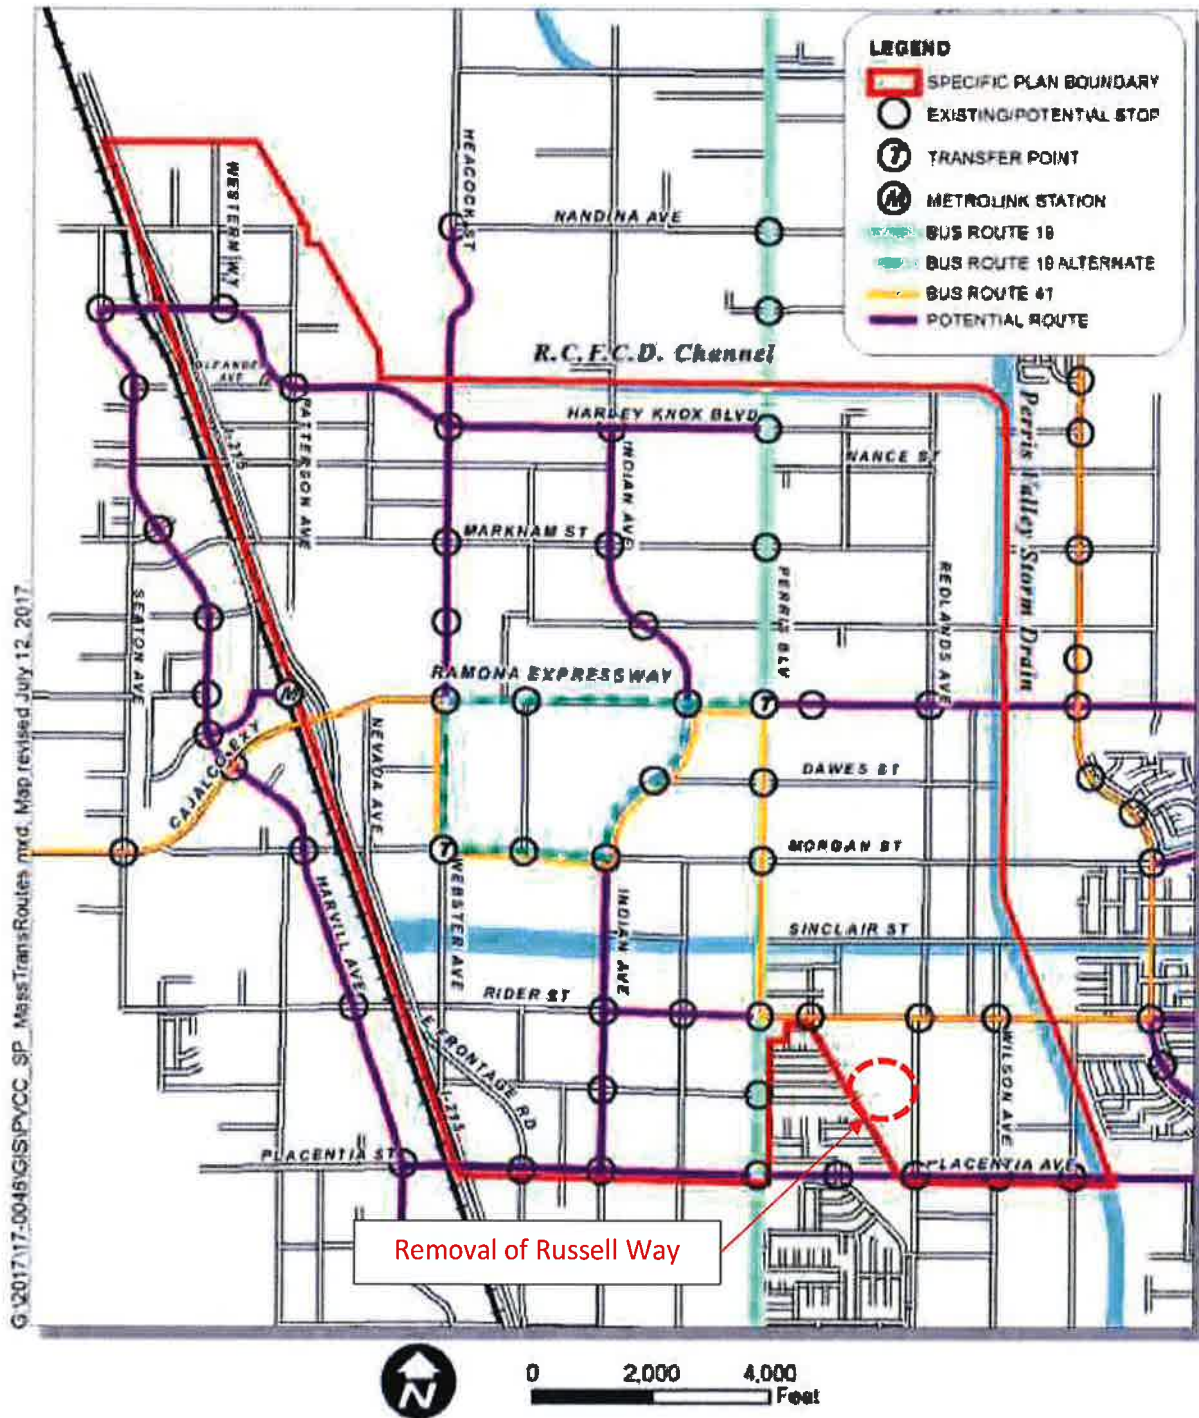 LEGEND
SPECIFIC PLAN BOUNDARY
EXISTING/POTENTIAL STOP
T TRANSFER POINT
M METROLINK STATION
BUS ROUTE 19
BUS ROUTE 19 ALTERNATE
BUS ROUTE 41
POTENTIAL ROUTE
HEACOCK ST
WESTERN WY
NANDINA AVE
R.C.F.C.D. Channel
OLEANDER AVE
HARLEY KNOX BLVD
PATTERSON AVE
I-215
INDIAN AVE
NANCE ST
Perris Valley Storm Drain
MARKHAM ST
SEATON AVE
PERRIS BLV
REDLANDS AVE
RAMONA EXPRESSWAY
M
T
NEVADA AVE
CAJALCO EXY
DAWES ST
T
MORGAN ST
WEBSTER AVE
HARVILL AVE
INDIAN AVE
SINCLAIR ST
RIDER ST
E FRONTAGE RD
WILSON AVE
I-215
PLACENTIA ST
PLACENTIA AVE
Removal of Russell Way
G:\2017\17-0046\GIS\PVCC_SP_MassTransRoutes.mxd; Map revised July 12, 2017
N
0 2,000 4,000
Feet